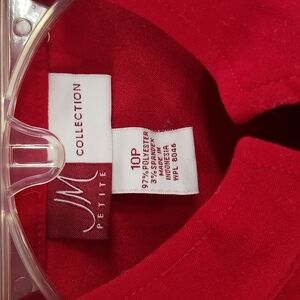 JM
COLLECTION
PETITE
10P
97% POLYESTER
3% SPANDEX
MADE IN
INDONESIA
WPL 8046